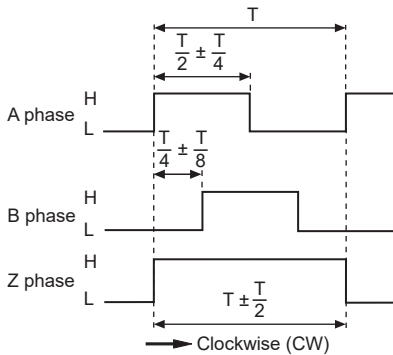 T
T/2 ± T/4
A phase H
L
T/4 ± T/8
B phase H
L
Z phase H
L
T ± T/2
Clockwise (CW)